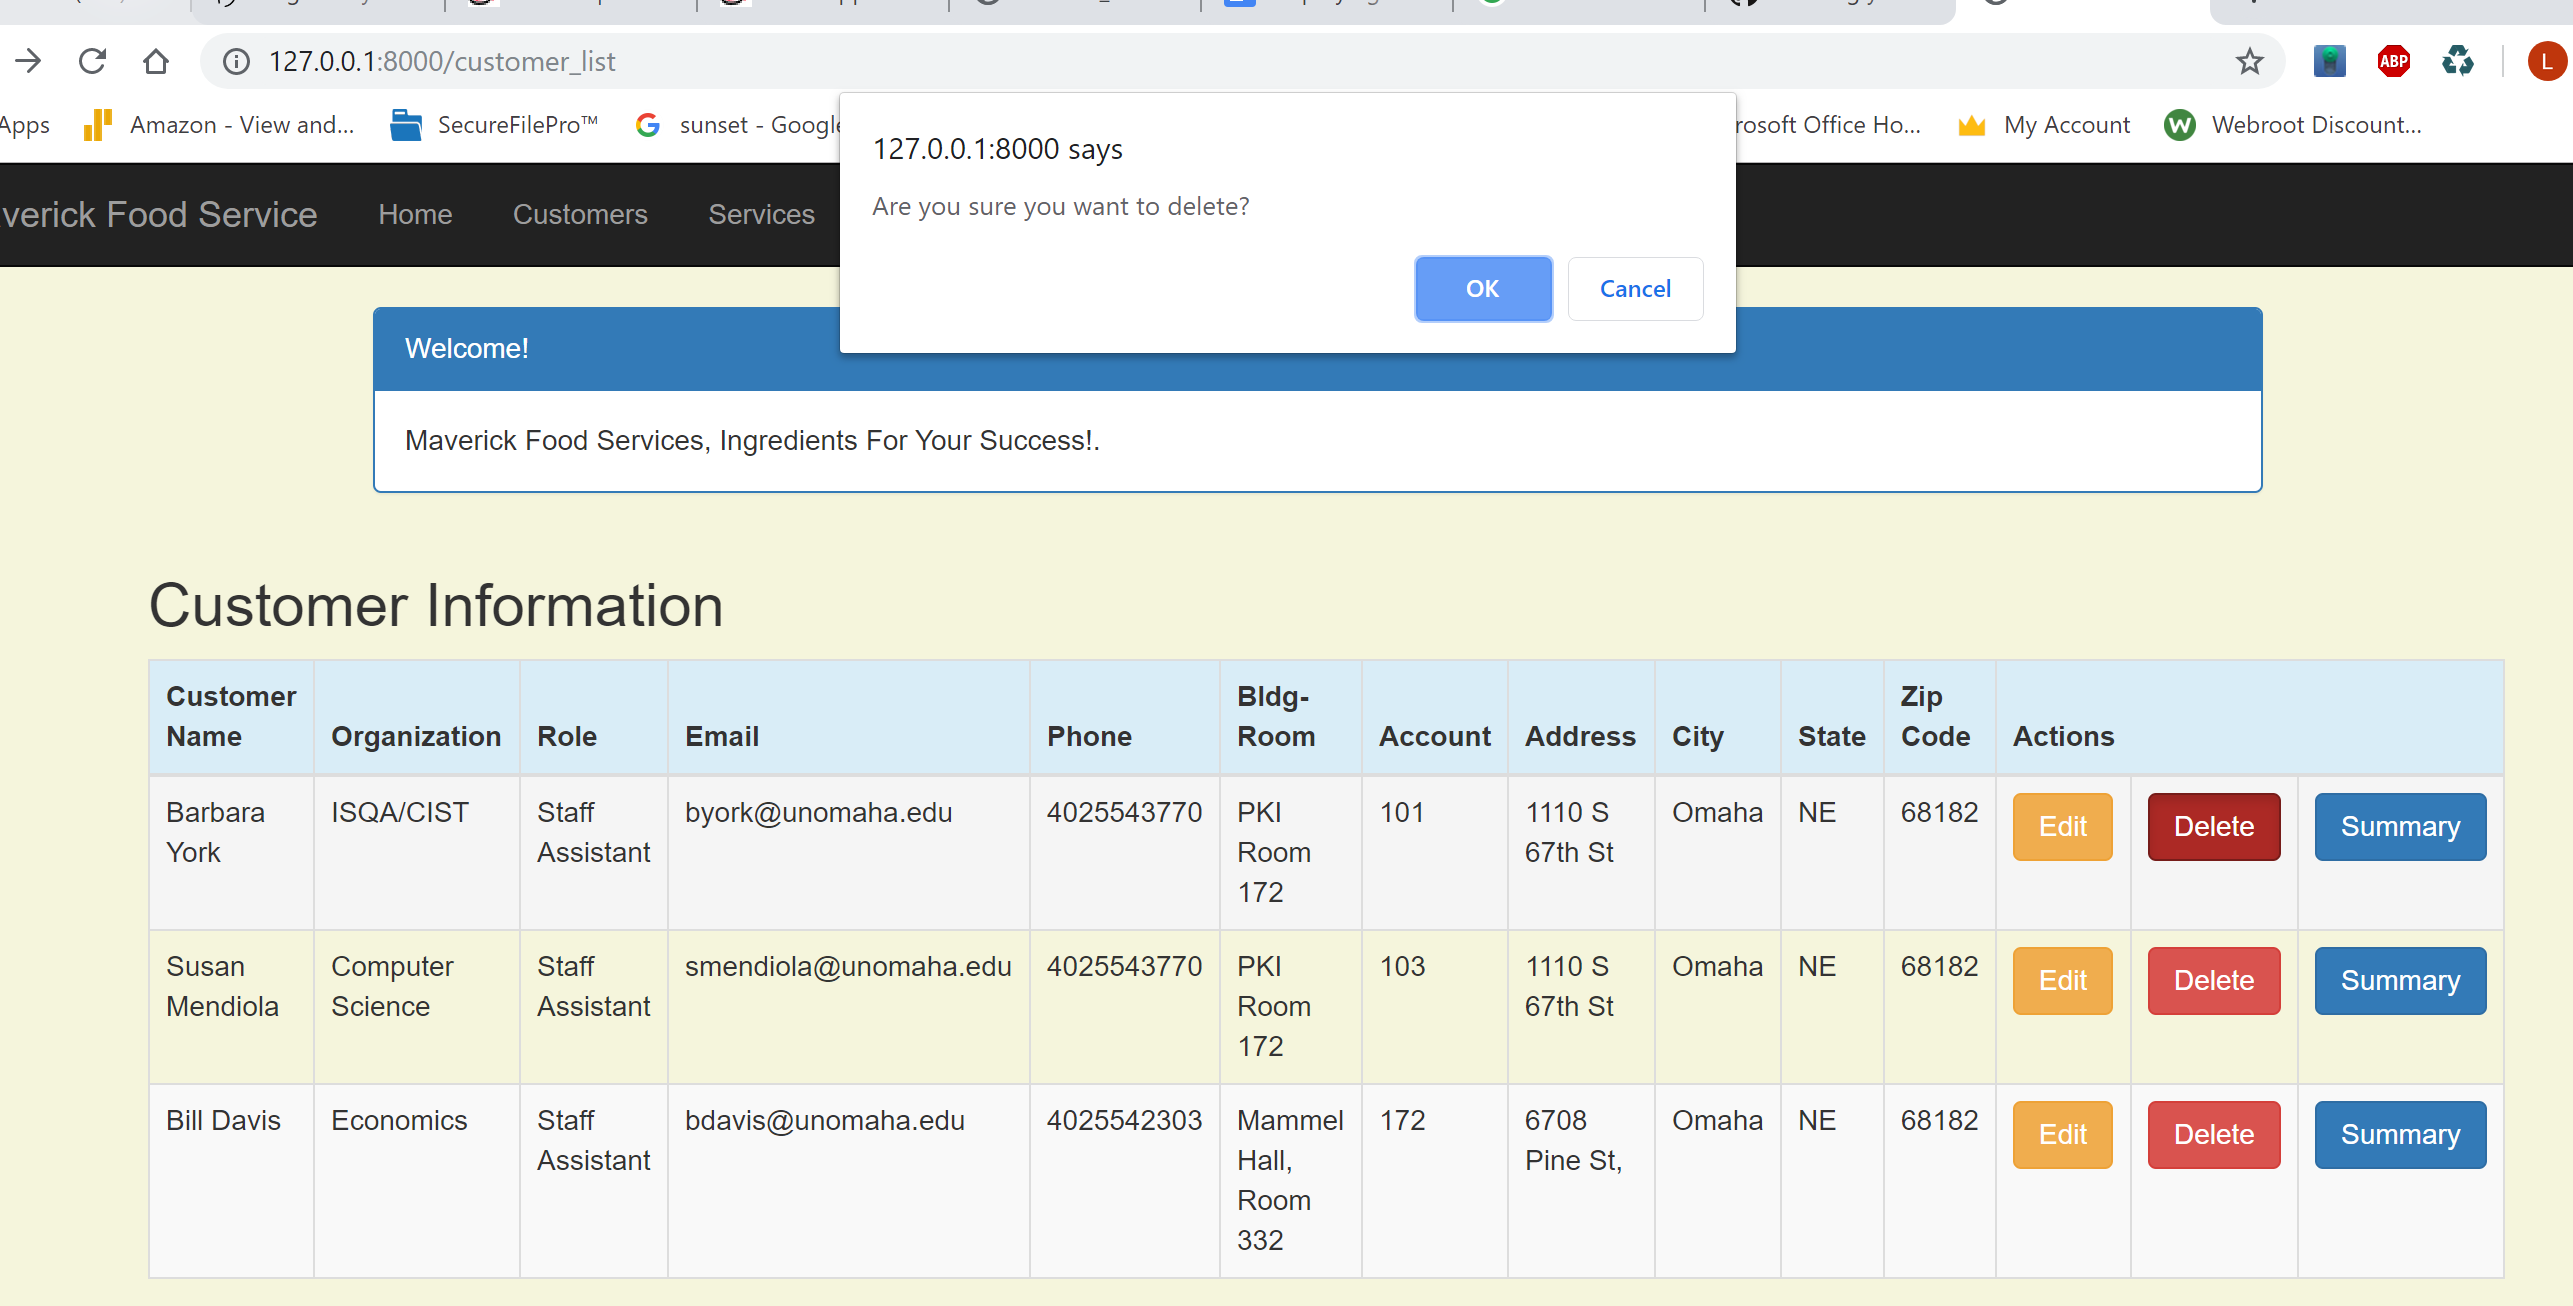 127.0.0.1:8000/customer_list
ABP
L
Apps
Amazon - View and...
SecureFilePro™
sunset - Google
My Account
Webroot Discount...
127.0.0.1:8000 says
Are you sure you want to delete?
OK
Cancel
Food Service
Home
Customers
Services
Welcome!
Maverick Food Services, Ingredients For Your Success!.
Customer Information
Customer Name Organization Role Email Phone Bldg-Room Account Address City State Zip Code Actions
Barbara York ISQA/CIST Staff Assistant byork@unomaha.edu 4025543770 PKI Room 172 101 1110 S 67th St Omaha NE 68182 Edit Delete Summary
Susan Mendiola Computer Science Staff Assistant smendiola@unomaha.edu 4025543770 PKI Room 172 103 1110 S 67th St Omaha NE 68182 Edit Delete Summary
Bill Davis Economics Staff Assistant bdavis@unomaha.edu 4025542303 Mammel Hall, Room 332 172 6708 Pine St, Omaha NE 68182 Edit Delete Summary